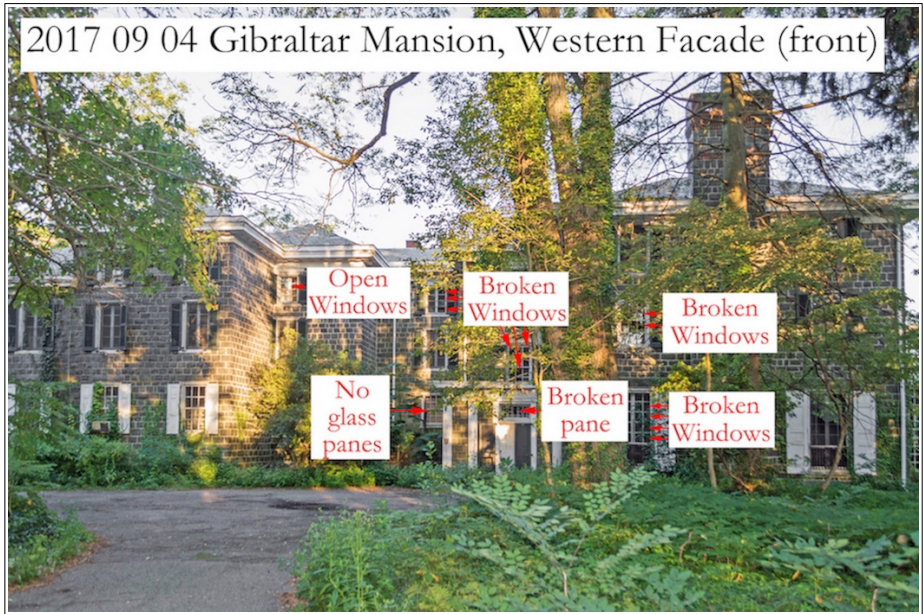 2017 09 04 Gibraltar Mansion, Western Facade (front)
Open
Windows
Broken
Windows
Broken
Windows
No
glass
panes
Broken
pane
Broken
Windows